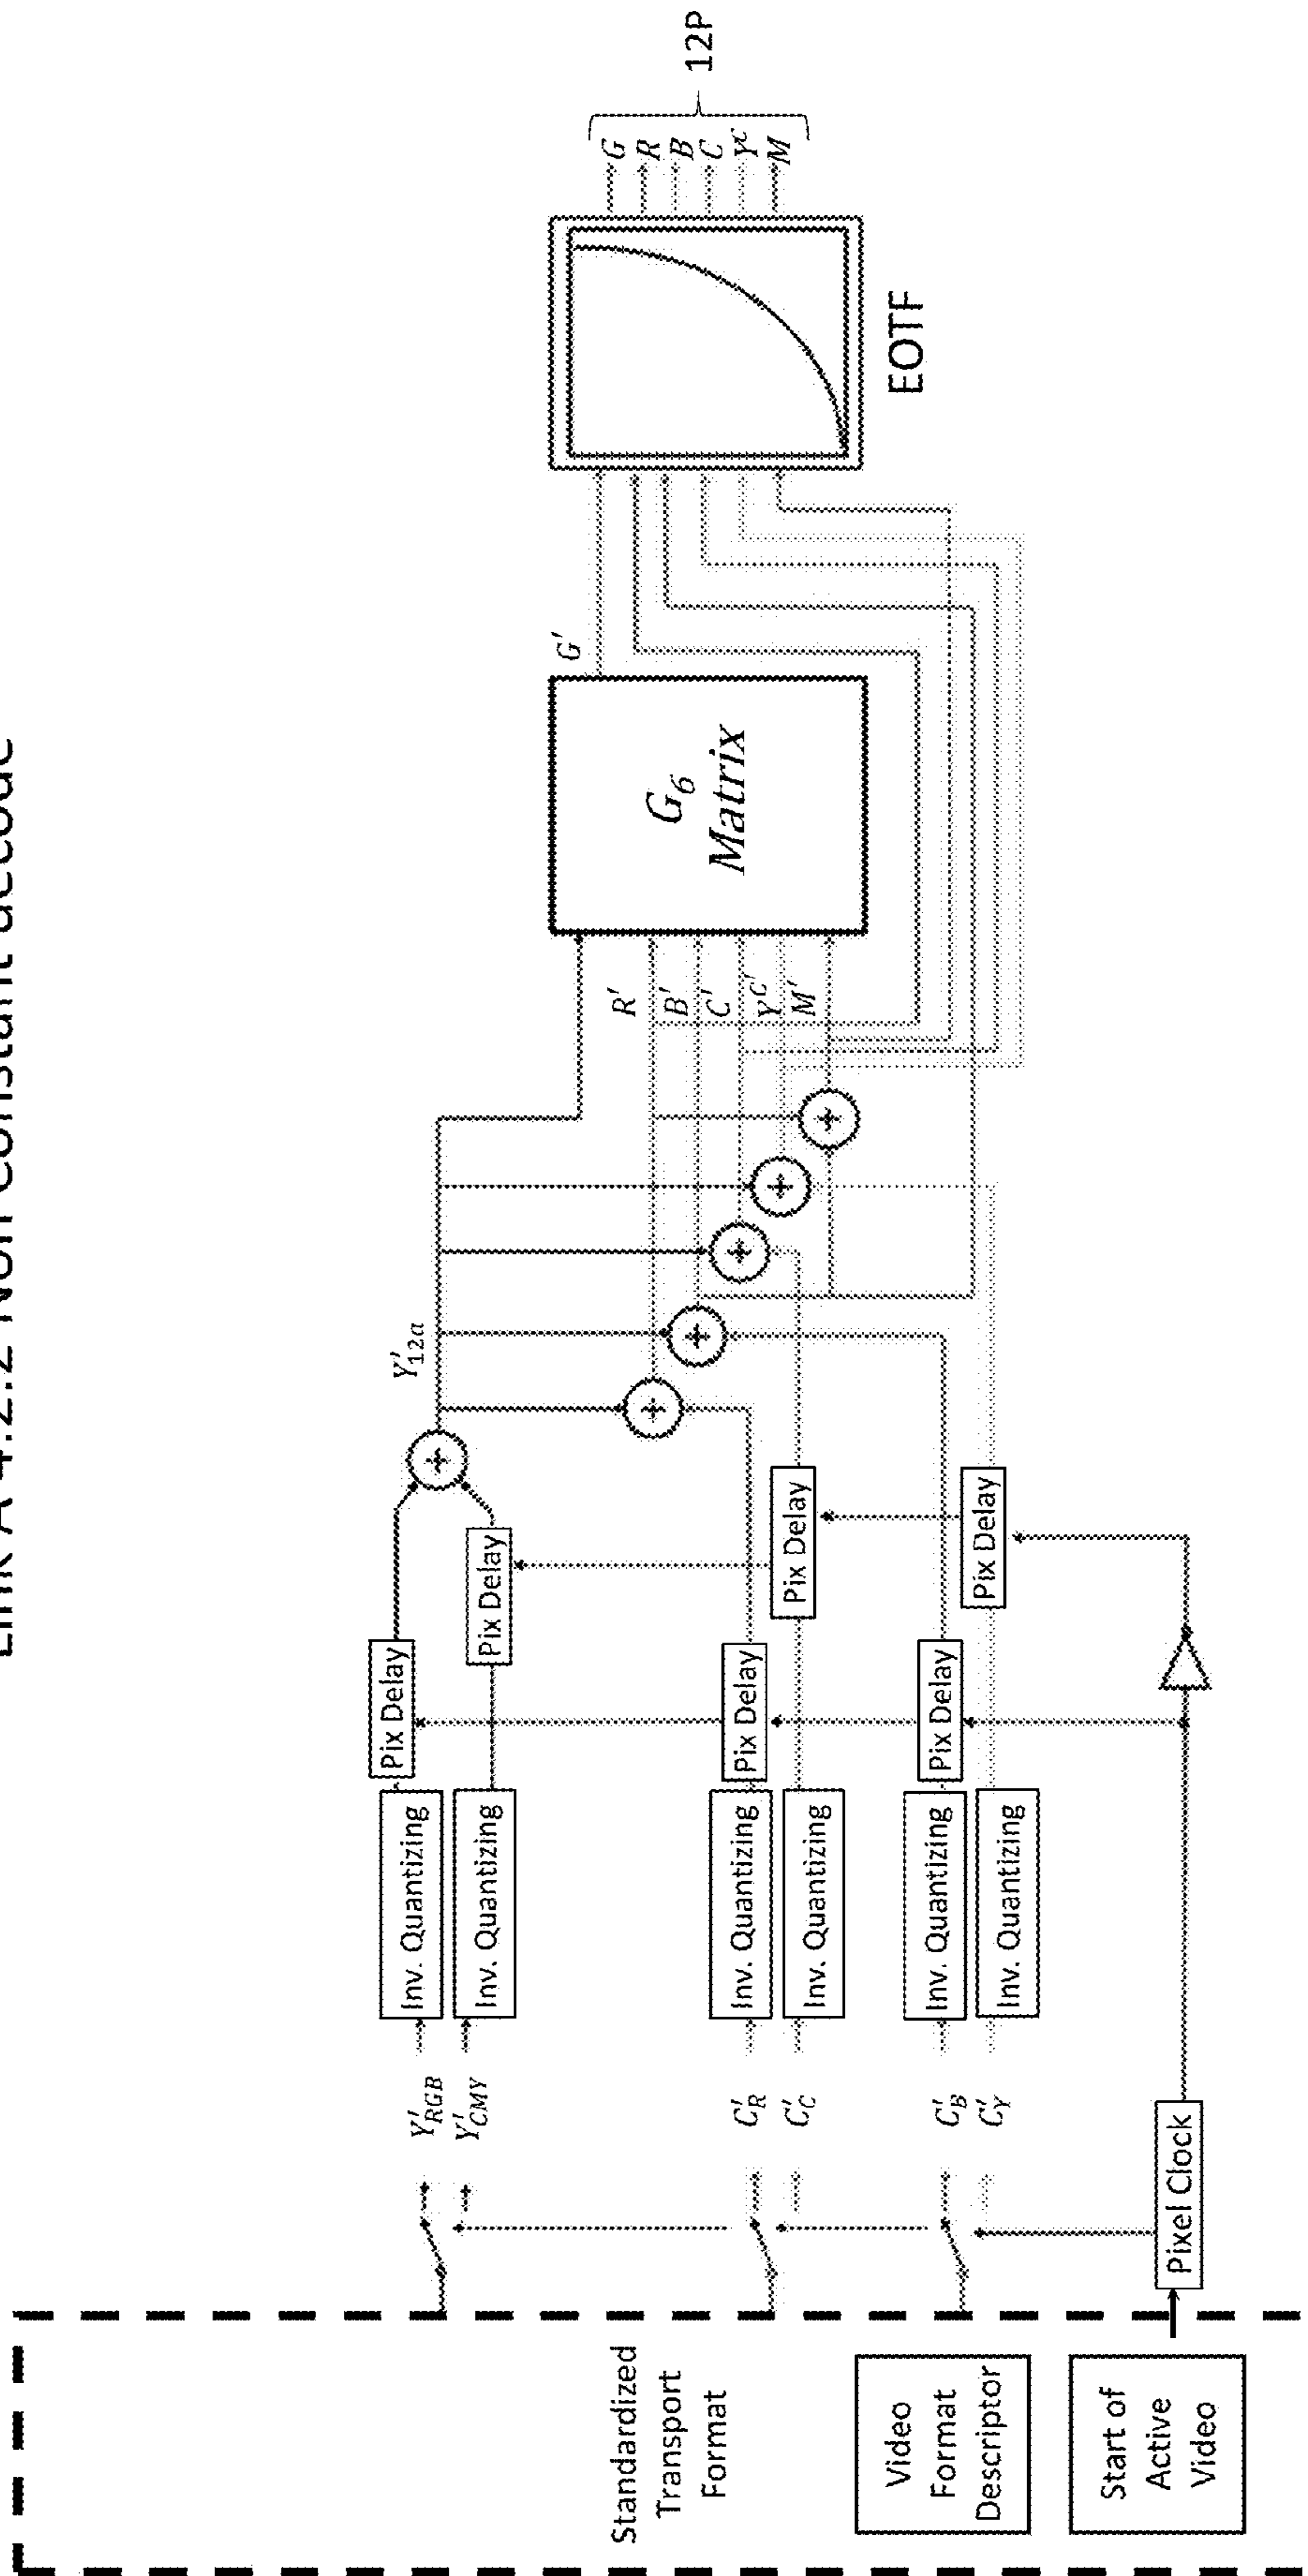 Link A 4:2:2 Non Constant decode
Standardized
Transport
Format
Video
Format
Descriptor
Start of
Active
Video
Pixel Clock
Y'RGB
Y'CMY
C'R
C'C
C'B
C'Y
Inv. Quantizing
Inv. Quantizing
Inv. Quantizing
Inv. Quantizing
Inv. Quantizing
Inv. Quantizing
Pix Delay
Pix Delay
Pix Delay
Pix Delay
Pix Delay
Pix Delay
+
+
+
+
+
+
Y'12a
R'
B'
C'
YC'
M'
G6
Matrix
G'
EOTF
G
R
B
C
YC
M
12P